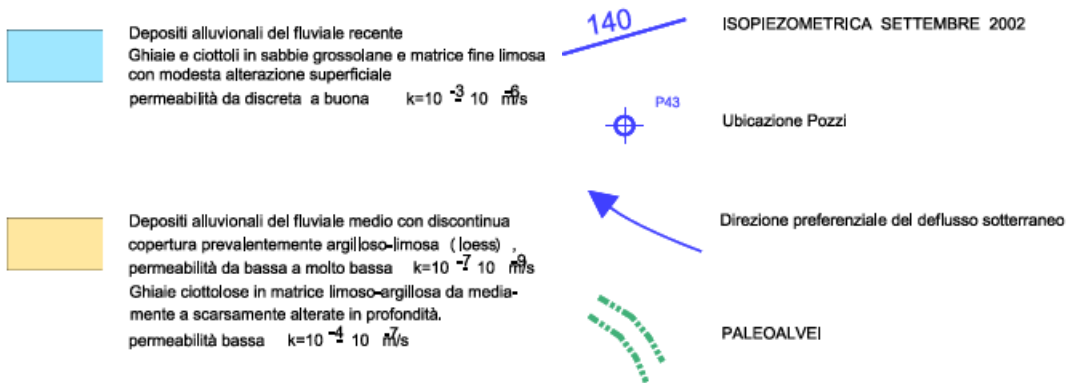 Depositi alluvionali del fluviale recente
Ghiaie e ciottoli in sabbie grossolane e matrice fine limosa
con modesta alterazione superficiale
permeabilità da discreta a buona k=10 -3 - 10 -6 m/s
Depositi alluvionali del fluviale medio con discontinua
copertura prevalentemente argilloso-limosa (loess) ,
permeabilità da bassa a molto bassa k=10 -7 - 10 -9 m/s
Ghiaie ciottolose in matrice limoso-argillosa da media-
mente a scarsamente alterate in profondità.
permeabilità bassa k=10 -4 - 10 -7 m/s
140
ISOPIEZOMETRICA SETTEMBRE 2002
P43
Ubicazione Pozzi
Direzione preferenziale del deflusso sotterraneo
PALEOALVEI